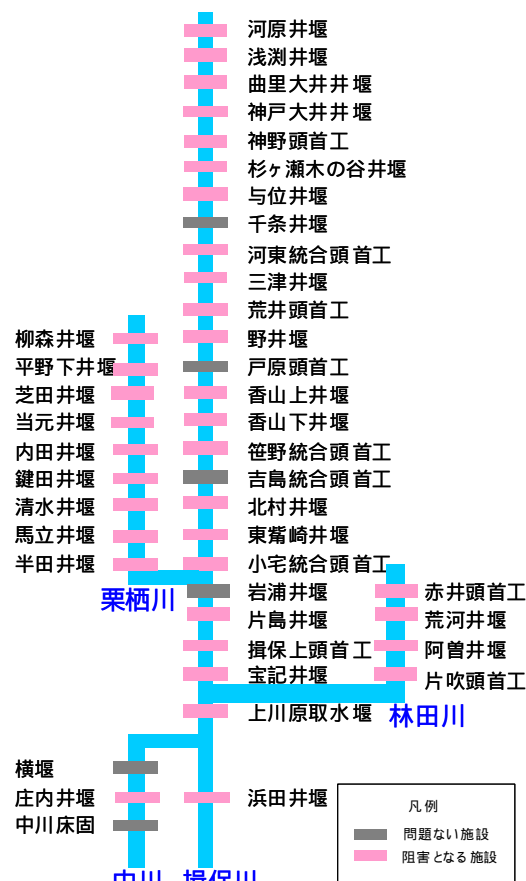 河原井堰
浅渕井堰
曲里大井井堰
神戸大井井堰
神野頭首工
杉ヶ瀬木の谷井堰
与位井堰
千条井堰
河東統合頭首工
三津井堰
荒井頭首工
野井堰
戸原頭首工
香山上井堰
香山下井堰
笹野統合頭首工
吉島統合頭首工
北村井堰
東觜崎井堰
小宅統合頭首工
岩浦井堰
片島井堰
揖保上頭首工
宝記井堰
上川原取水堰
浜田井堰
柳森井堰
平野下井堰
芝田井堰
当元井堰
内田井堰
鍵田井堰
清水井堰
馬立井堰
半田井堰
栗栖川
赤井頭首工
荒河井堰
阿曽井堰
片吹頭首工
林田川
横堰
庄内井堰
中川床固
中川
揖保川
凡例
問題ない施設
阻害となる施設